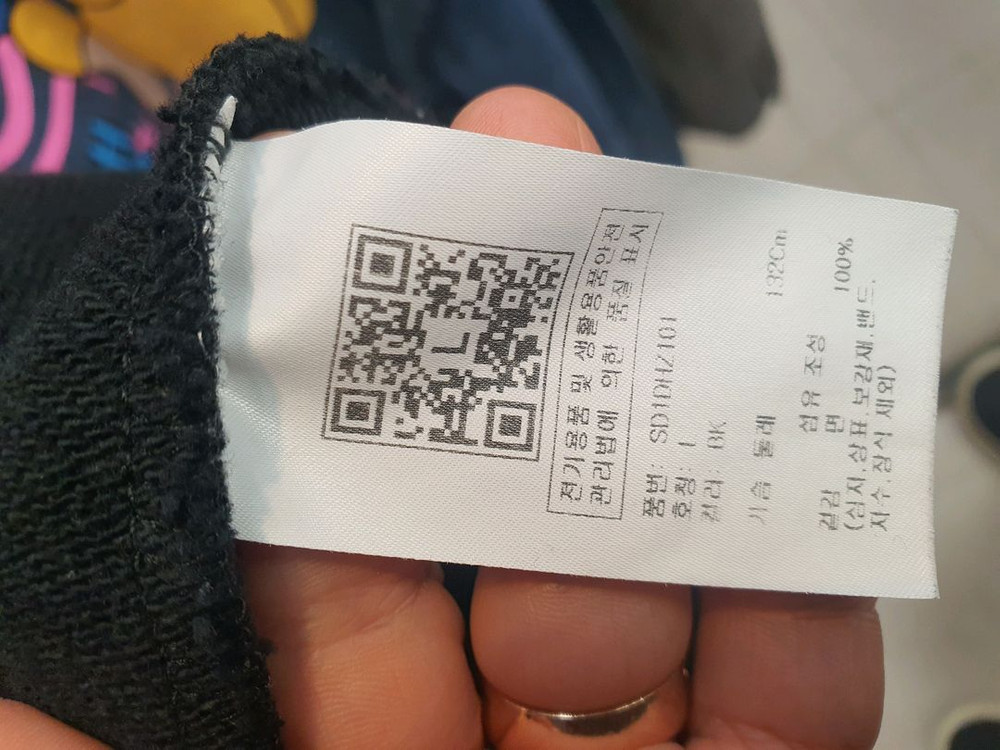 전기용품 및 생활용품안전
관리법에 의한 품질 표시
품번: SD1DHZ101
호칭: 1
컬러: BK
가슴 둘레 132Cm
섬유 조성
겉감 면 100%
(심지.상표.보강재.밴드.
자수.장식 제외)